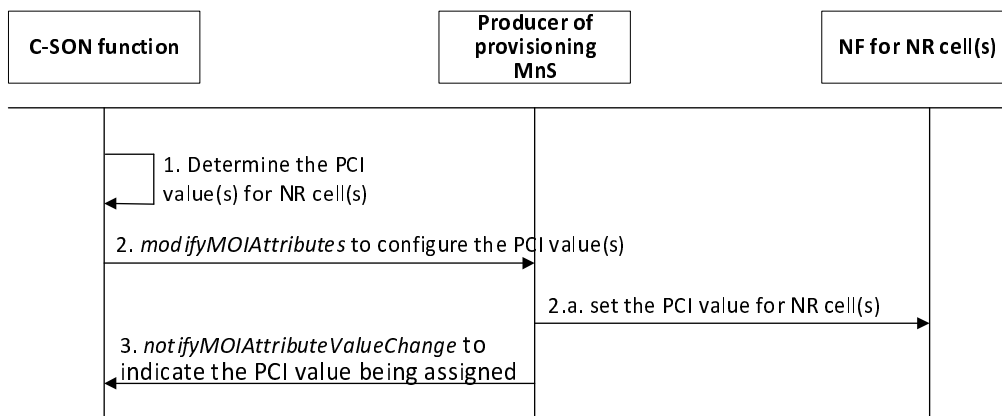 C-SON function
Producer of
provisioning
MnS
NF for NR cell(s)
1. Determine the PCI
value(s) for NR cell(s)
2. modifyMOIAttributes to configure the PCI value(s)
2.a. set the PCI value for NR cell(s)
3. notifyMOIAttributeValueChange to
indicate the PCI value being assigned